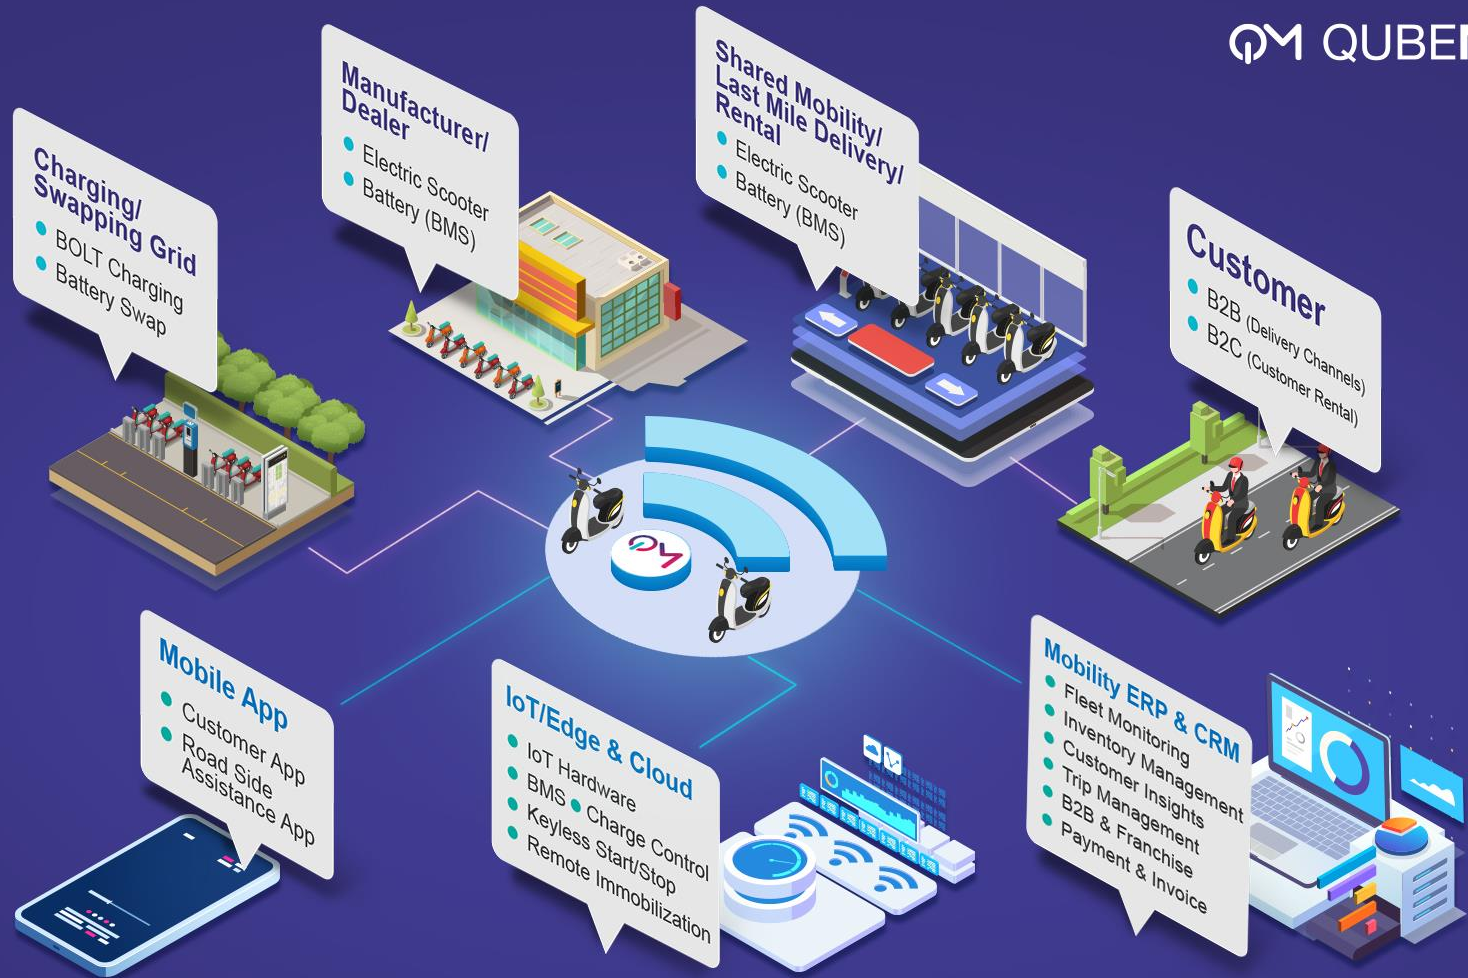 QM QUBE
Manufacturer/
Dealer
Electric Scooter
Battery (BMS)
Shared Mobility/
Last Mile Delivery/
Rental
Electric Scooter
Battery (BMS)
Charging/
Swapping Grid
BOLT Charging
Battery Swap
Customer
B2B (Delivery Channels)
B2C (Customer Rental)
QM
Mobile App
Customer App
Road Side
Assistance App
IoT/Edge & Cloud
IoT Hardware
BMS • Charge Control
Keyless Start/Stop
Remote Immobilization
Mobility ERP & CRM
Fleet Monitoring
Inventory Management
Customer Insights
Trip Management
B2B & Franchise
Payment & Invoice